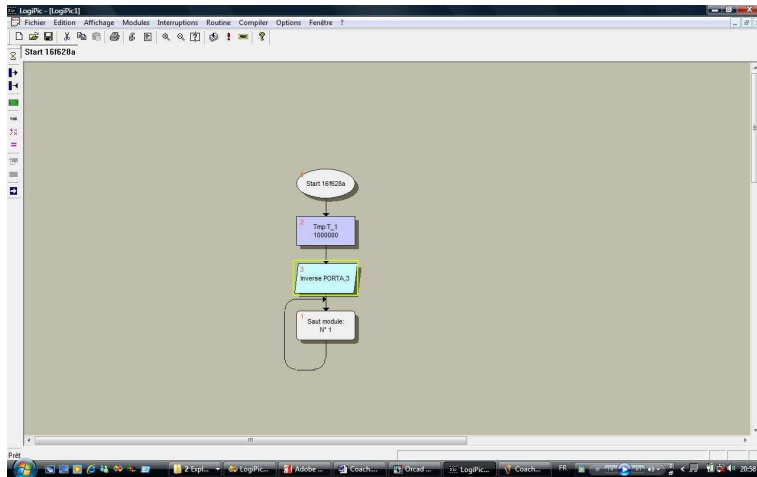 LogiPic - [LogiPic1]
Fichier Edition Affichage Modules Interruptions Routine Compiler Options Fenêtre ?
Start 16f628a
Start 16f628a
2
Tmp:T_1
1000000
3
Inverse PORTA,3
1
Saut module:
N° 1
Prêt
2 Expl...
LogiPic...
Adobe ...
Coach...
Orcad ...
LogiPic...
Coach...
FR
20:58